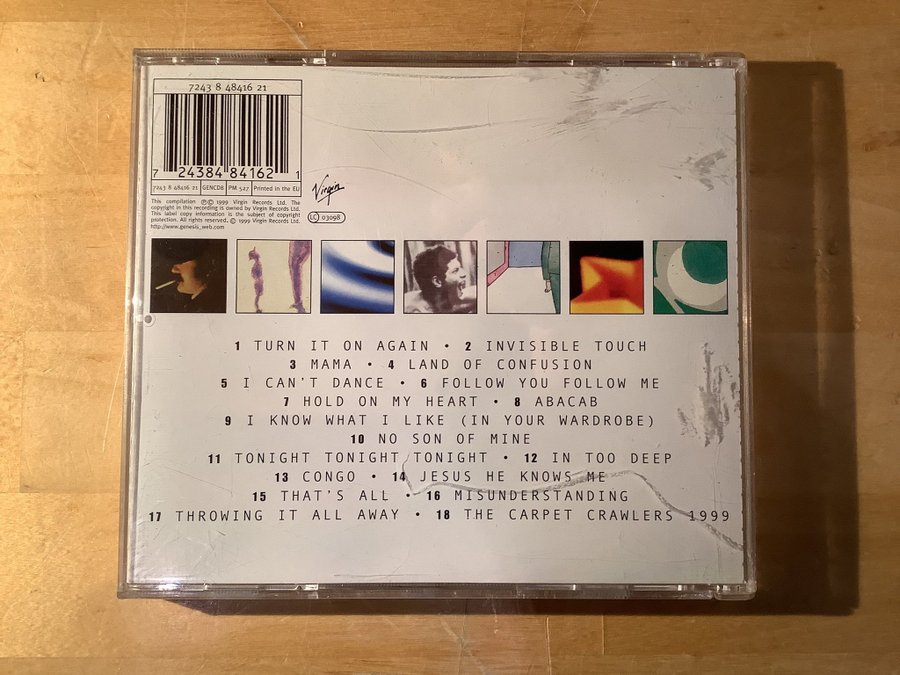 7243 8 48416 21
7 24384 84162 1
7243 8 48416 21 GENCD8 PM 527 Printed in the EU
This compilation ℗© 1999 Virgin Records Ltd. The
copyright in this recording is owned by Virgin Records Ltd.
This label copy information is the subject of copyright
protection. All rights reserved. © 1999 Virgin Records Ltd.
http://www.genesis_web.com
Virgin
LC 03098
1 TURN IT ON AGAIN • 2 INVISIBLE TOUCH
3 MAMA • 4 LAND OF CONFUSION
5 I CAN'T DANCE • 6 FOLLOW YOU FOLLOW ME
7 HOLD ON MY HEART • 8 ABACAB
9 I KNOW WHAT I LIKE (IN YOUR WARDROBE)
10 NO SON OF MINE
11 TONIGHT TONIGHT TONIGHT • 12 IN TOO DEEP
13 CONGO • 14 JESUS HE KNOWS ME
15 THAT'S ALL • 16 MISUNDERSTANDING
17 THROWING IT ALL AWAY • 18 THE CARPET CRAWLERS 1999